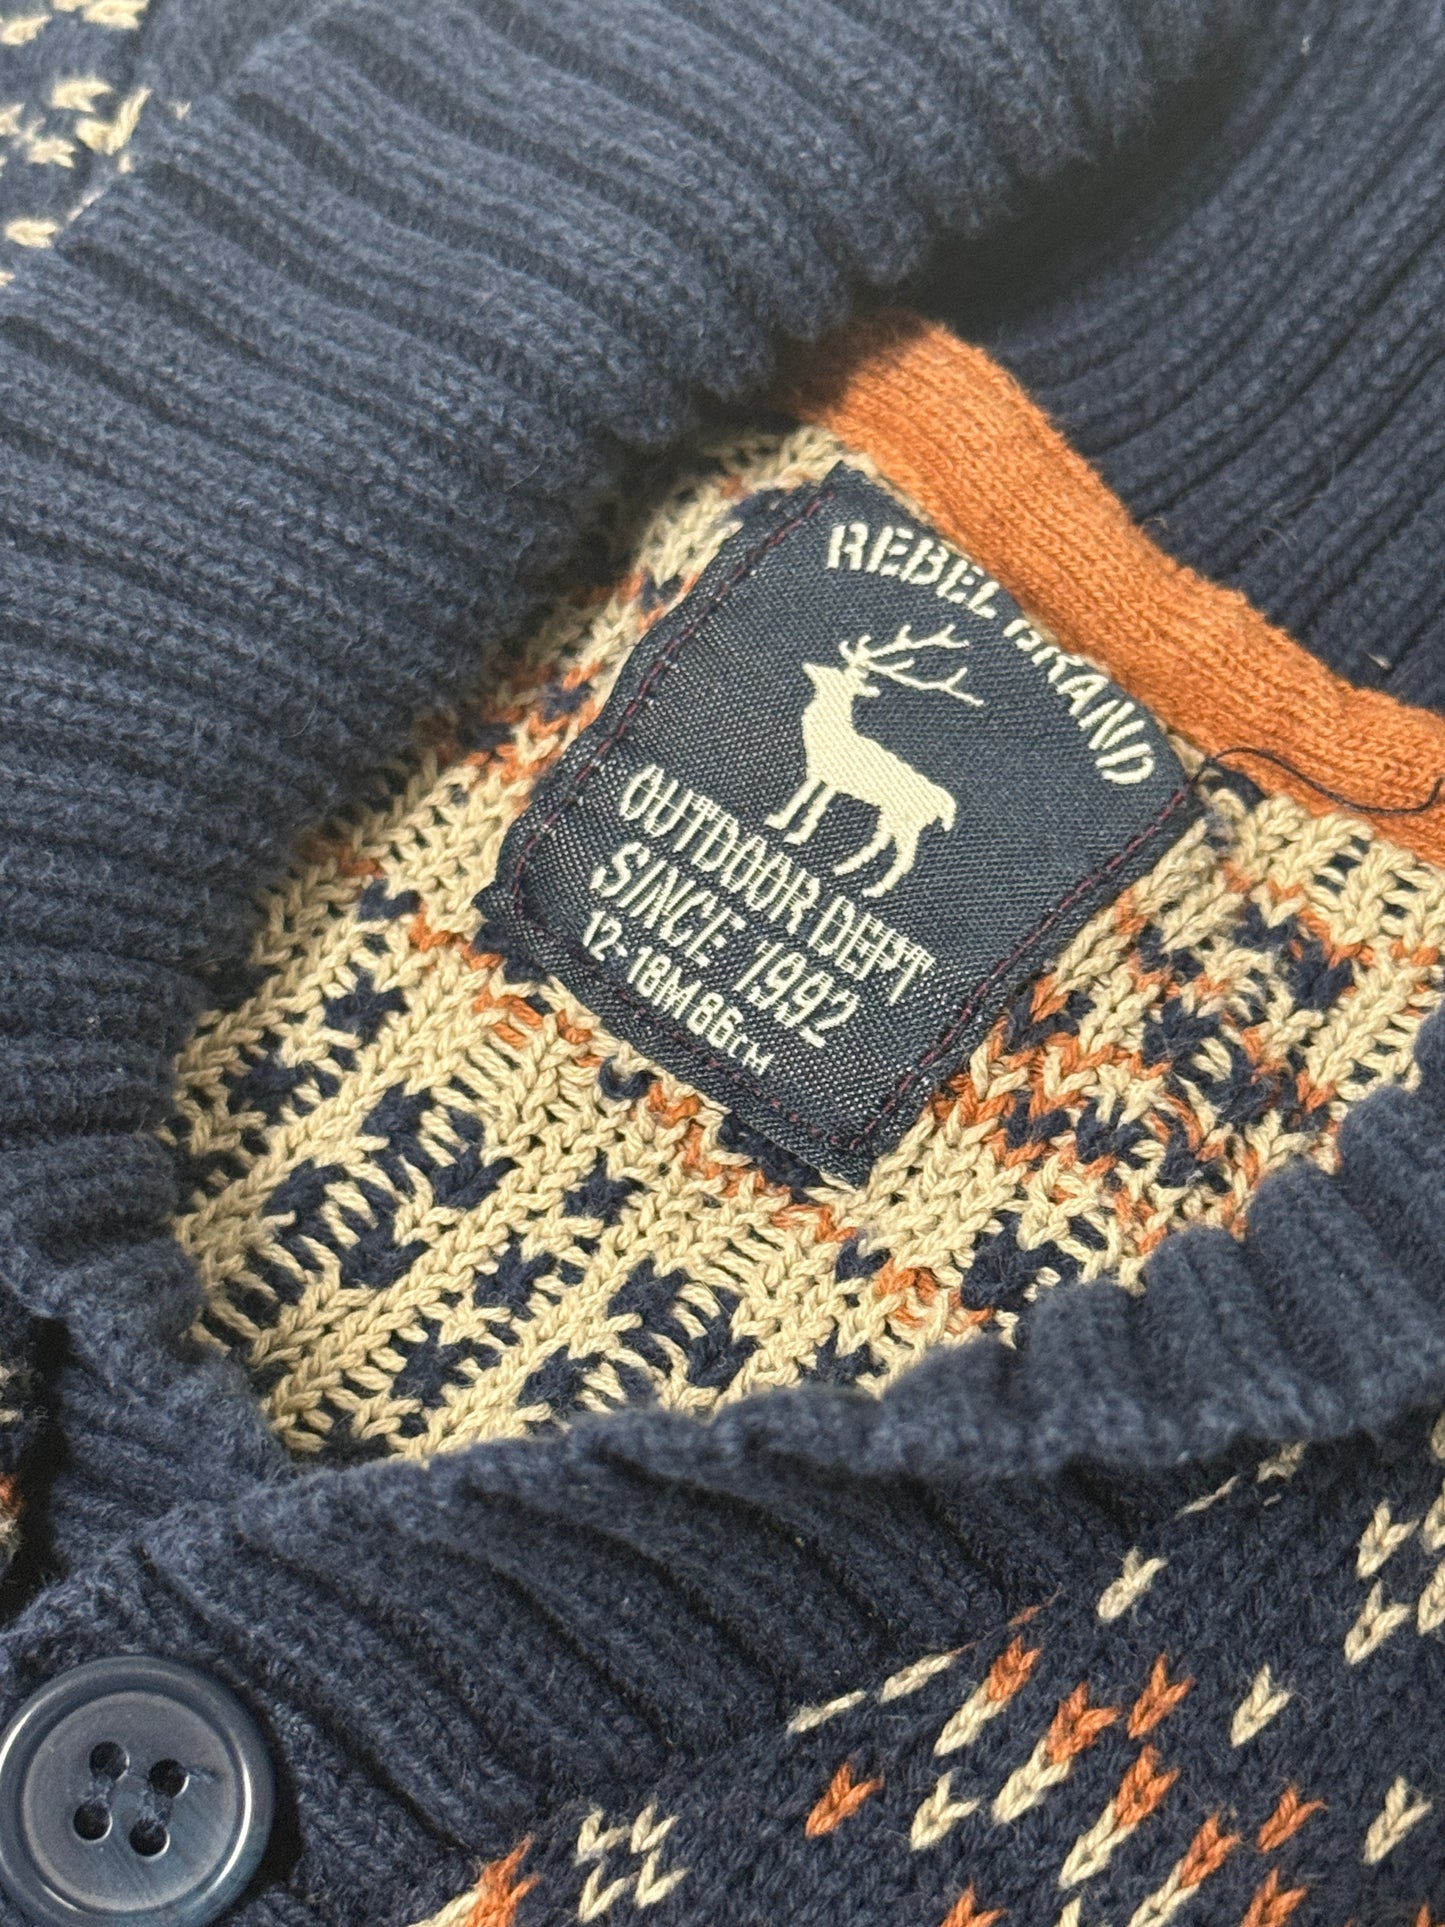 REBEL BRAND
OUTDOOR DEPT
SINCE 1992
12-18M 86CM